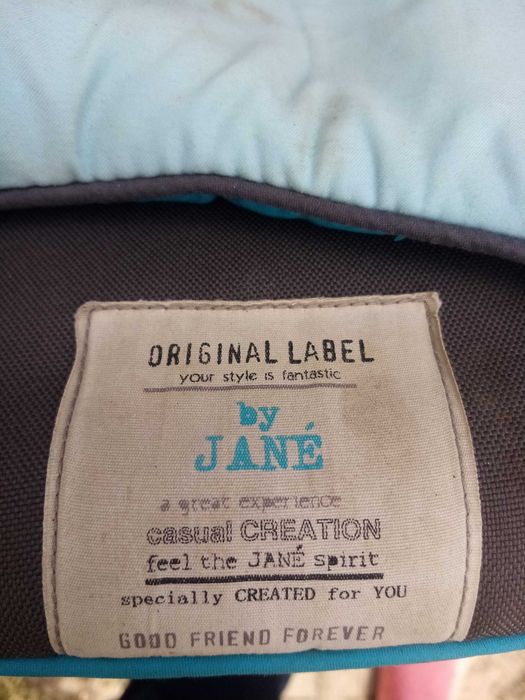 ORIGINAL LABEL
your style is fantastic
by
JANÉ
a great experience
casual CREATION
feel the JANÉ spirit
specially CREATED for YOU
GOOD FRIEND FOREVER